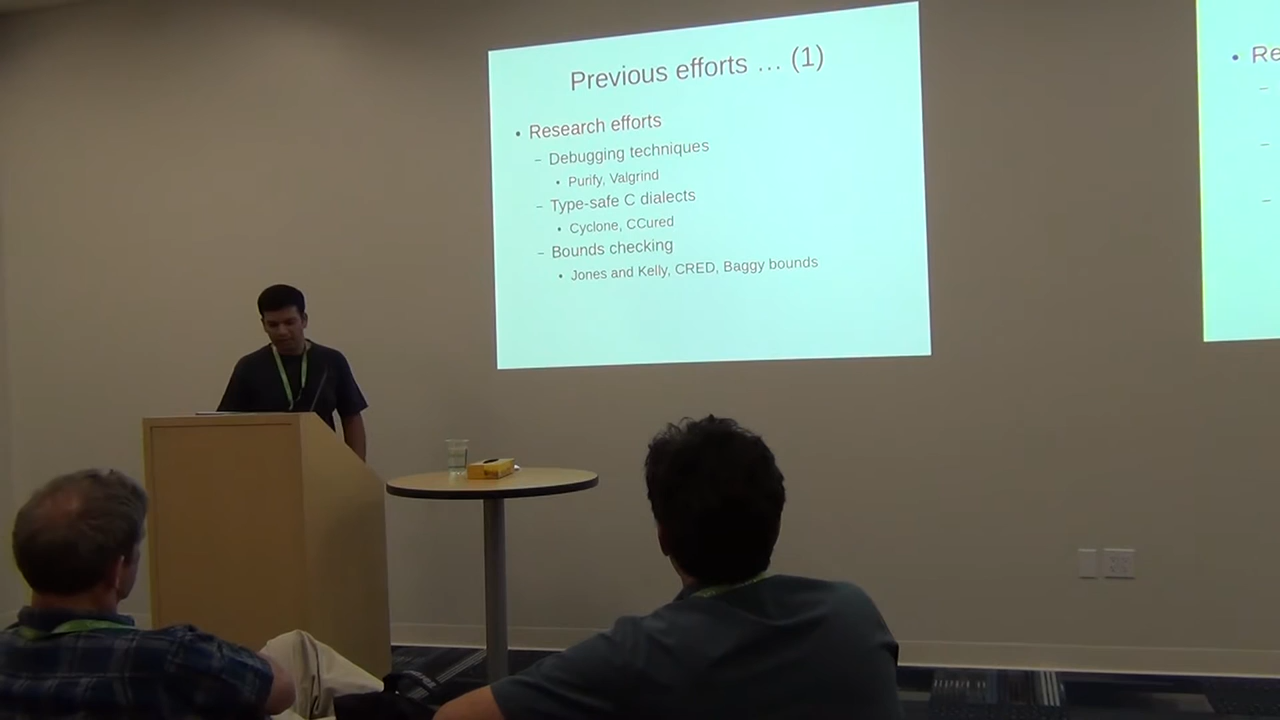 Previous efforts … (1)
• Research efforts
– Debugging techniques
• Purify, Valgrind
– Type-safe C dialects
• Cyclone, CCured
– Bounds checking
• Jones and Kelly, CRED, Baggy bounds
• Re
–
–
–